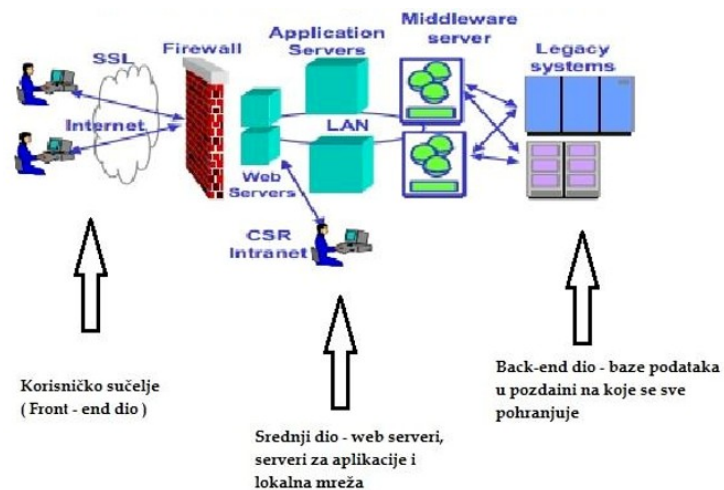 Middleware
server
Application
Servers
Firewall
SSL
Legacy
systems
Internet
LAN
Web
Servers
CSR
Intranet
Korisničko sučelje
( Front - end dio )
Srednji dio - web serveri,
serveri za aplikacije i
lokalna mreža
Back-end dio - baze podataka
u pozdaini na koje se sve
pohranjuje